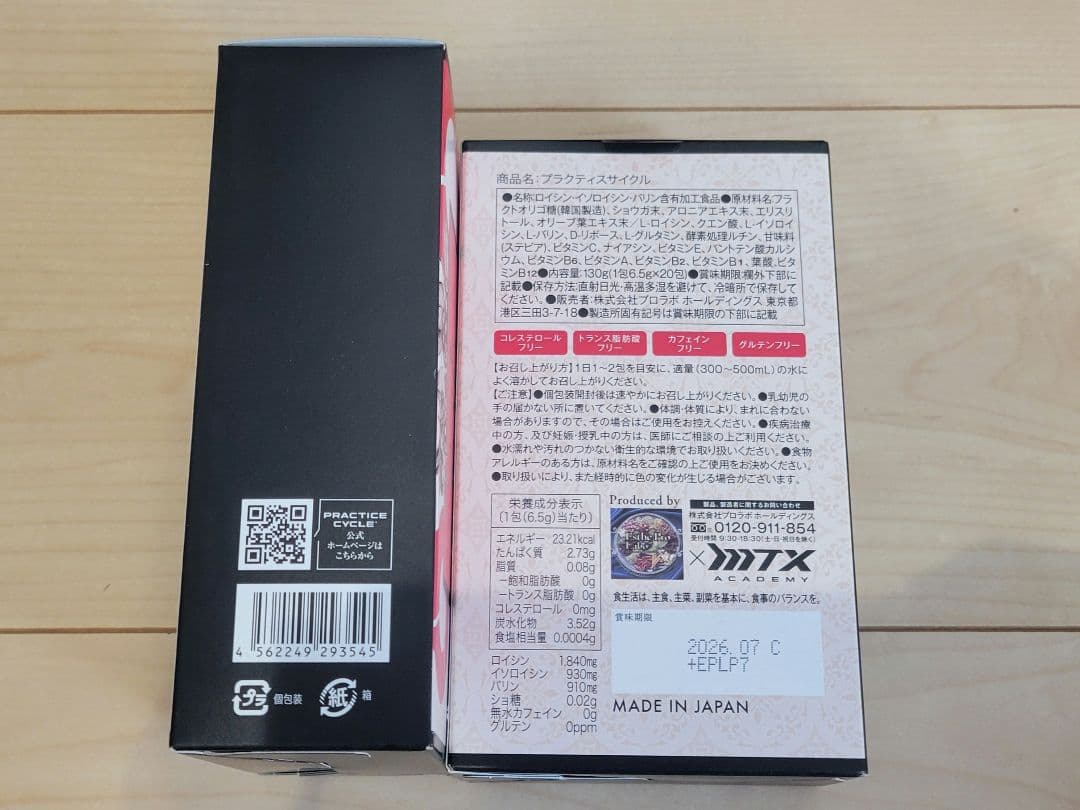 PRACTICE
CYCLE
公式
ホームページは
こちらから
4 562249 293545
プラ 個包装
紙 箱
商品名:プラクティスサイクル
●名称:ロイシン・イソロイシン・バリン含有加工食品●原材料名:フラ
クトオリゴ糖(韓国製造)、ショウガ末、アロニアエキス末、エリスリ
トール、オリーブ葉エキス末/L-ロイシン、クエン酸、L-イソロイ
シン、L-バリン、D-リボース、L-グルタミン、酵素処理ルチン、甘味料
(ステビア)、ビタミンC、ナイアシン、ビタミンE、パントテン酸カルシ
ウム、ビタミンB6、ビタミンA、ビタミンB2、ビタミンB1、葉酸、ビタ
ミンB12●内容量:130g(1包6.5g×20包)●賞味期限:欄外下部に
記載●保存方法:直射日光・高温多湿を避けて、冷暗所で保存して
ください。●販売者:株式会社プロラボ ホールディングス 東京都
港区三田3-7-18●製造所固有記号は賞味期限の下部に記載
コレステロール
フリー
トランス脂肪酸
フリー
カフェイン
フリー
グルテンフリー
【お召し上がり方】1日1～2包を目安に、適量(300～500mL)の水に
よく溶かしてお召し上がりください。
【ご注意】●個包装開封後は速やかにお召し上がりください。●乳幼児の
手の届かない所に置いてください。●体調・体質により、まれに合わない
場合がありますので、その場合はご使用をお控えください。●疾病治療
中の方、及び妊娠・授乳中の方は、医師にご相談の上ご利用ください。
●水濡れや汚れのつかない衛生的な環境でお取り扱いください。●食物
アレルギーのある方は、原材料名をご確認の上ご使用をお決めください。
●取り扱いにより、また経時的に色の変化が生じる場合がございます。
栄養成分表示
(1包(6.5g)当たり)
エネルギー 23.21kcal
たんぱく質 2.73g
脂質 0.08g
－飽和脂肪酸 0g
－トランス脂肪酸 0g
コレステロール 0mg
炭水化物 3.52g
食塩相当量 0.0004g
ロイシン 1,840mg
イソロイシン 930mg
バリン 910mg
ショ糖 0.02g
無水カフェイン 0g
グルテン 0ppm
Produced by
Esthe Pro
Labo
×
MTX
ACADEMY
製品、製造者に関するお問い合わせ
株式会社プロラボ ホールディングス
0120-911-854
受付時間 9:30-18:30(土・日・祝日を除く)
食生活は、主食、主菜、副菜を基本に、食事のバランスを。
賞味期限
2026.07 C
+EPLP7
MADE IN JAPAN